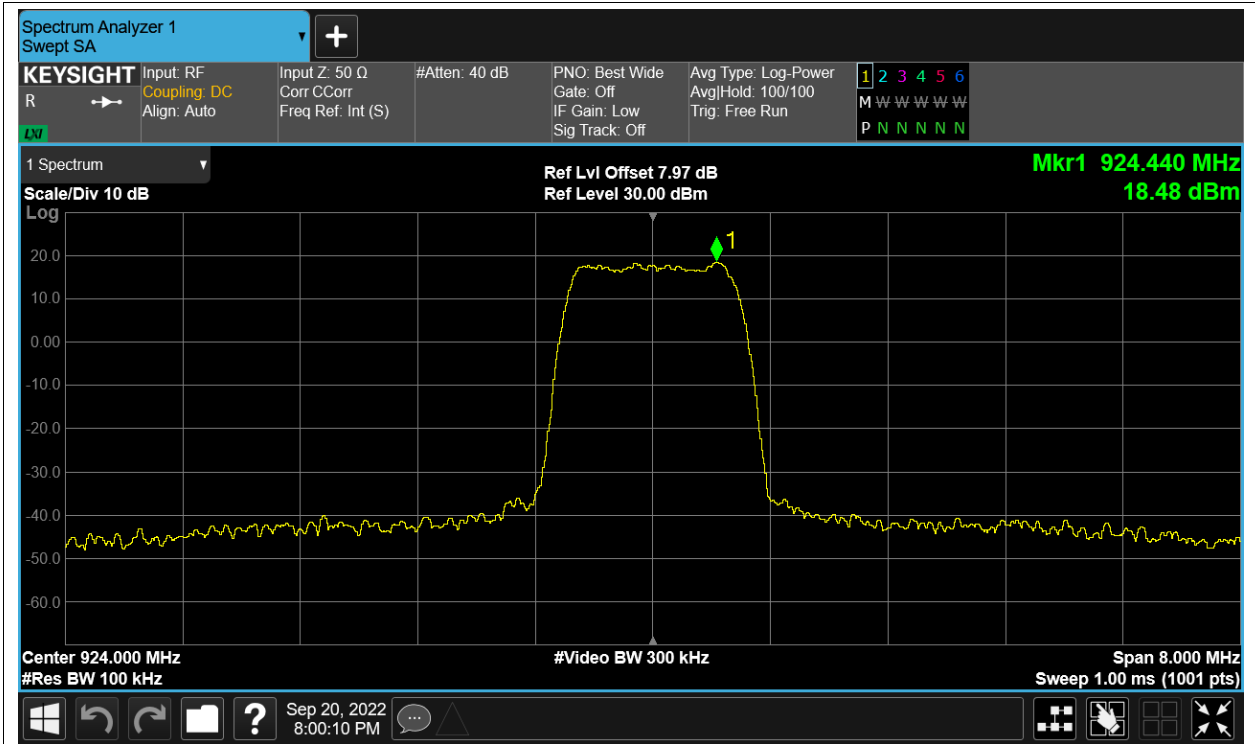 Spectrum Analyzer 1
Swept SA
KEYSIGHT
R
LXI
Input: RF
Coupling: DC
Align: Auto
Input Z: 50 Ω
Corr CCorr
Freq Ref: Int (S)
#Atten: 40 dB
PNO: Best Wide
Gate: Off
IF Gain: Low
Sig Track: Off
Avg Type: Log-Power
Avg|Hold: 100/100
Trig: Free Run
1 2 3 4 5 6
M W W W W W
P N N N N N
1 Spectrum
Scale/Div 10 dB
Log
Ref Lvl Offset 7.97 dB
Ref Level 30.00 dBm
Mkr1 924.440 MHz
18.48 dBm
1
20.0
10.0
0.00
-10.0
-20.0
-30.0
-40.0
-50.0
-60.0
Center 924.000 MHz
#Res BW 100 kHz
#Video BW 300 kHz
Span 8.000 MHz
Sweep 1.00 ms (1001 pts)
?
Sep 20, 2022
8:00:10 PM